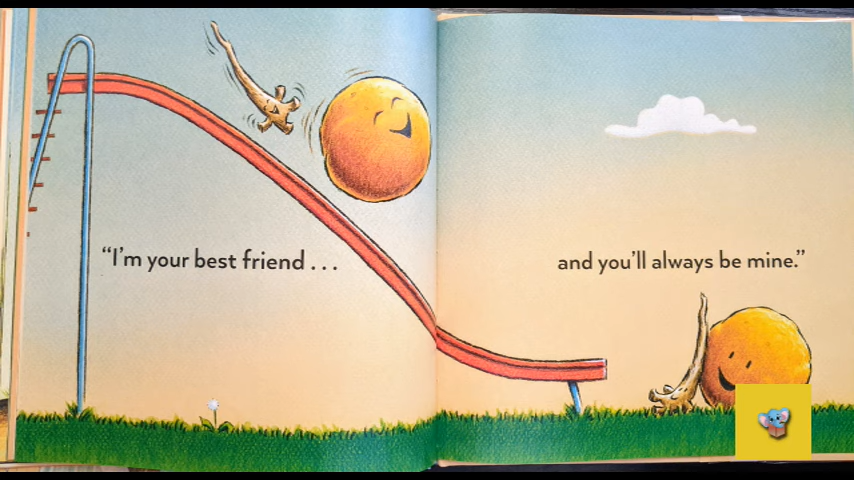 “I’m your best friend . . .
and you’ll always be mine.”